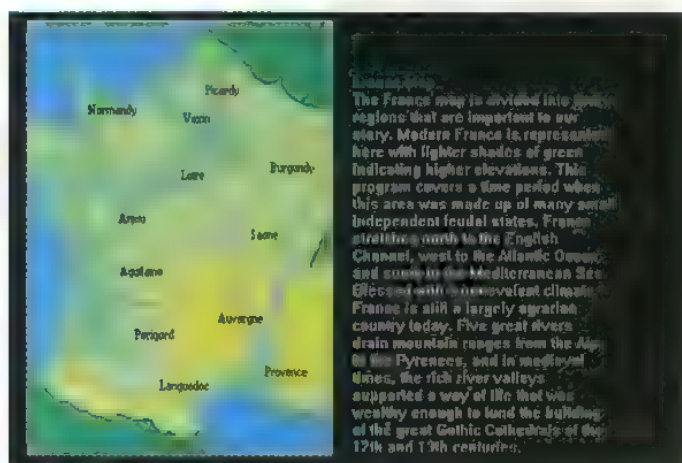 Picardy
Normandy
Vexin
Loire
Burgundy
Anjou
Saone
Aquitane
Auvergne
Perigord
Provence
Languedoc
The France map is divided into
regions that are important to our
story. Modern France is represented
here with lighter shades of green
indicating higher elevations. This
program covers a time period when
this area was made up of many small
independent feudal states. France
stretches north to the English
Channel, west to the Atlantic Ocean
and south to the Mediterranean Sea.
Blessed with a benevolent climate
France is still a largely agrarian
country today. Five great rivers
drain mountain ranges from the Alps
to the Pyrenees, and in medieval
times, the rich river valleys
supported a way of life that was
wealthy enough to fund the building
of the great Gothic Cathedrals of the
12th and 13th centuries.